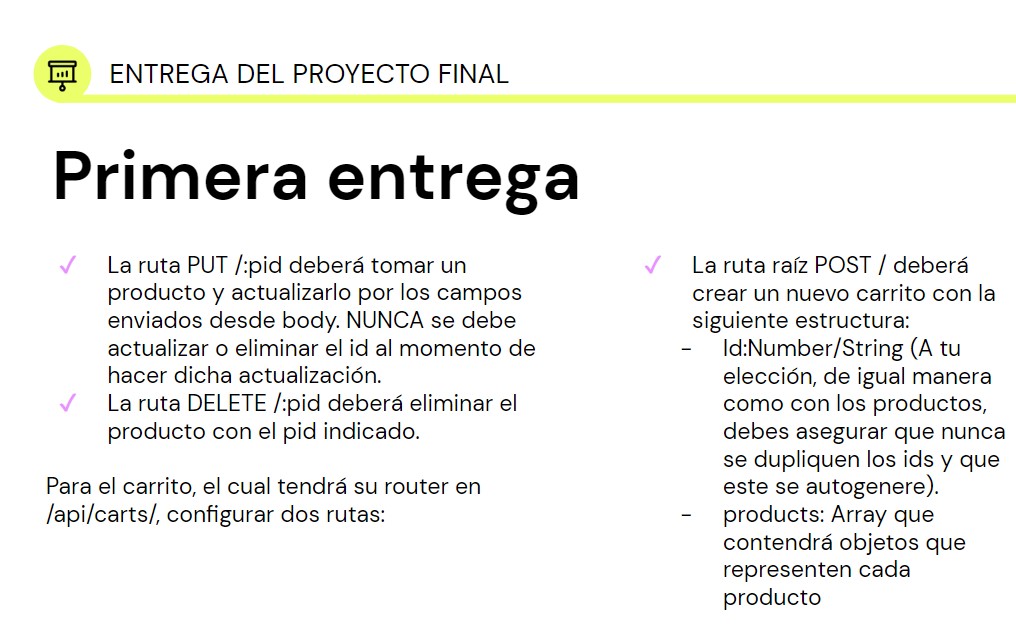 ENTREGA DEL PROYECTO FINAL
Primera entrega
✓ La ruta PUT /:pid deberá tomar un
producto y actualizarlo por los campos
enviados desde body. NUNCA se debe
actualizar o eliminar el id al momento de
hacer dicha actualización.
✓ La ruta DELETE /:pid deberá eliminar el
producto con el pid indicado.
Para el carrito, el cual tendrá su router en
/api/carts/, configurar dos rutas:
✓ La ruta raíz POST / deberá
crear un nuevo carrito con la
siguiente estructura:
- Id:Number/String (A tu
elección, de igual manera
como con los productos,
debes asegurar que nunca
se dupliquen los ids y que
este se autogenere).
- products: Array que
contendrá objetos que
representen cada
producto